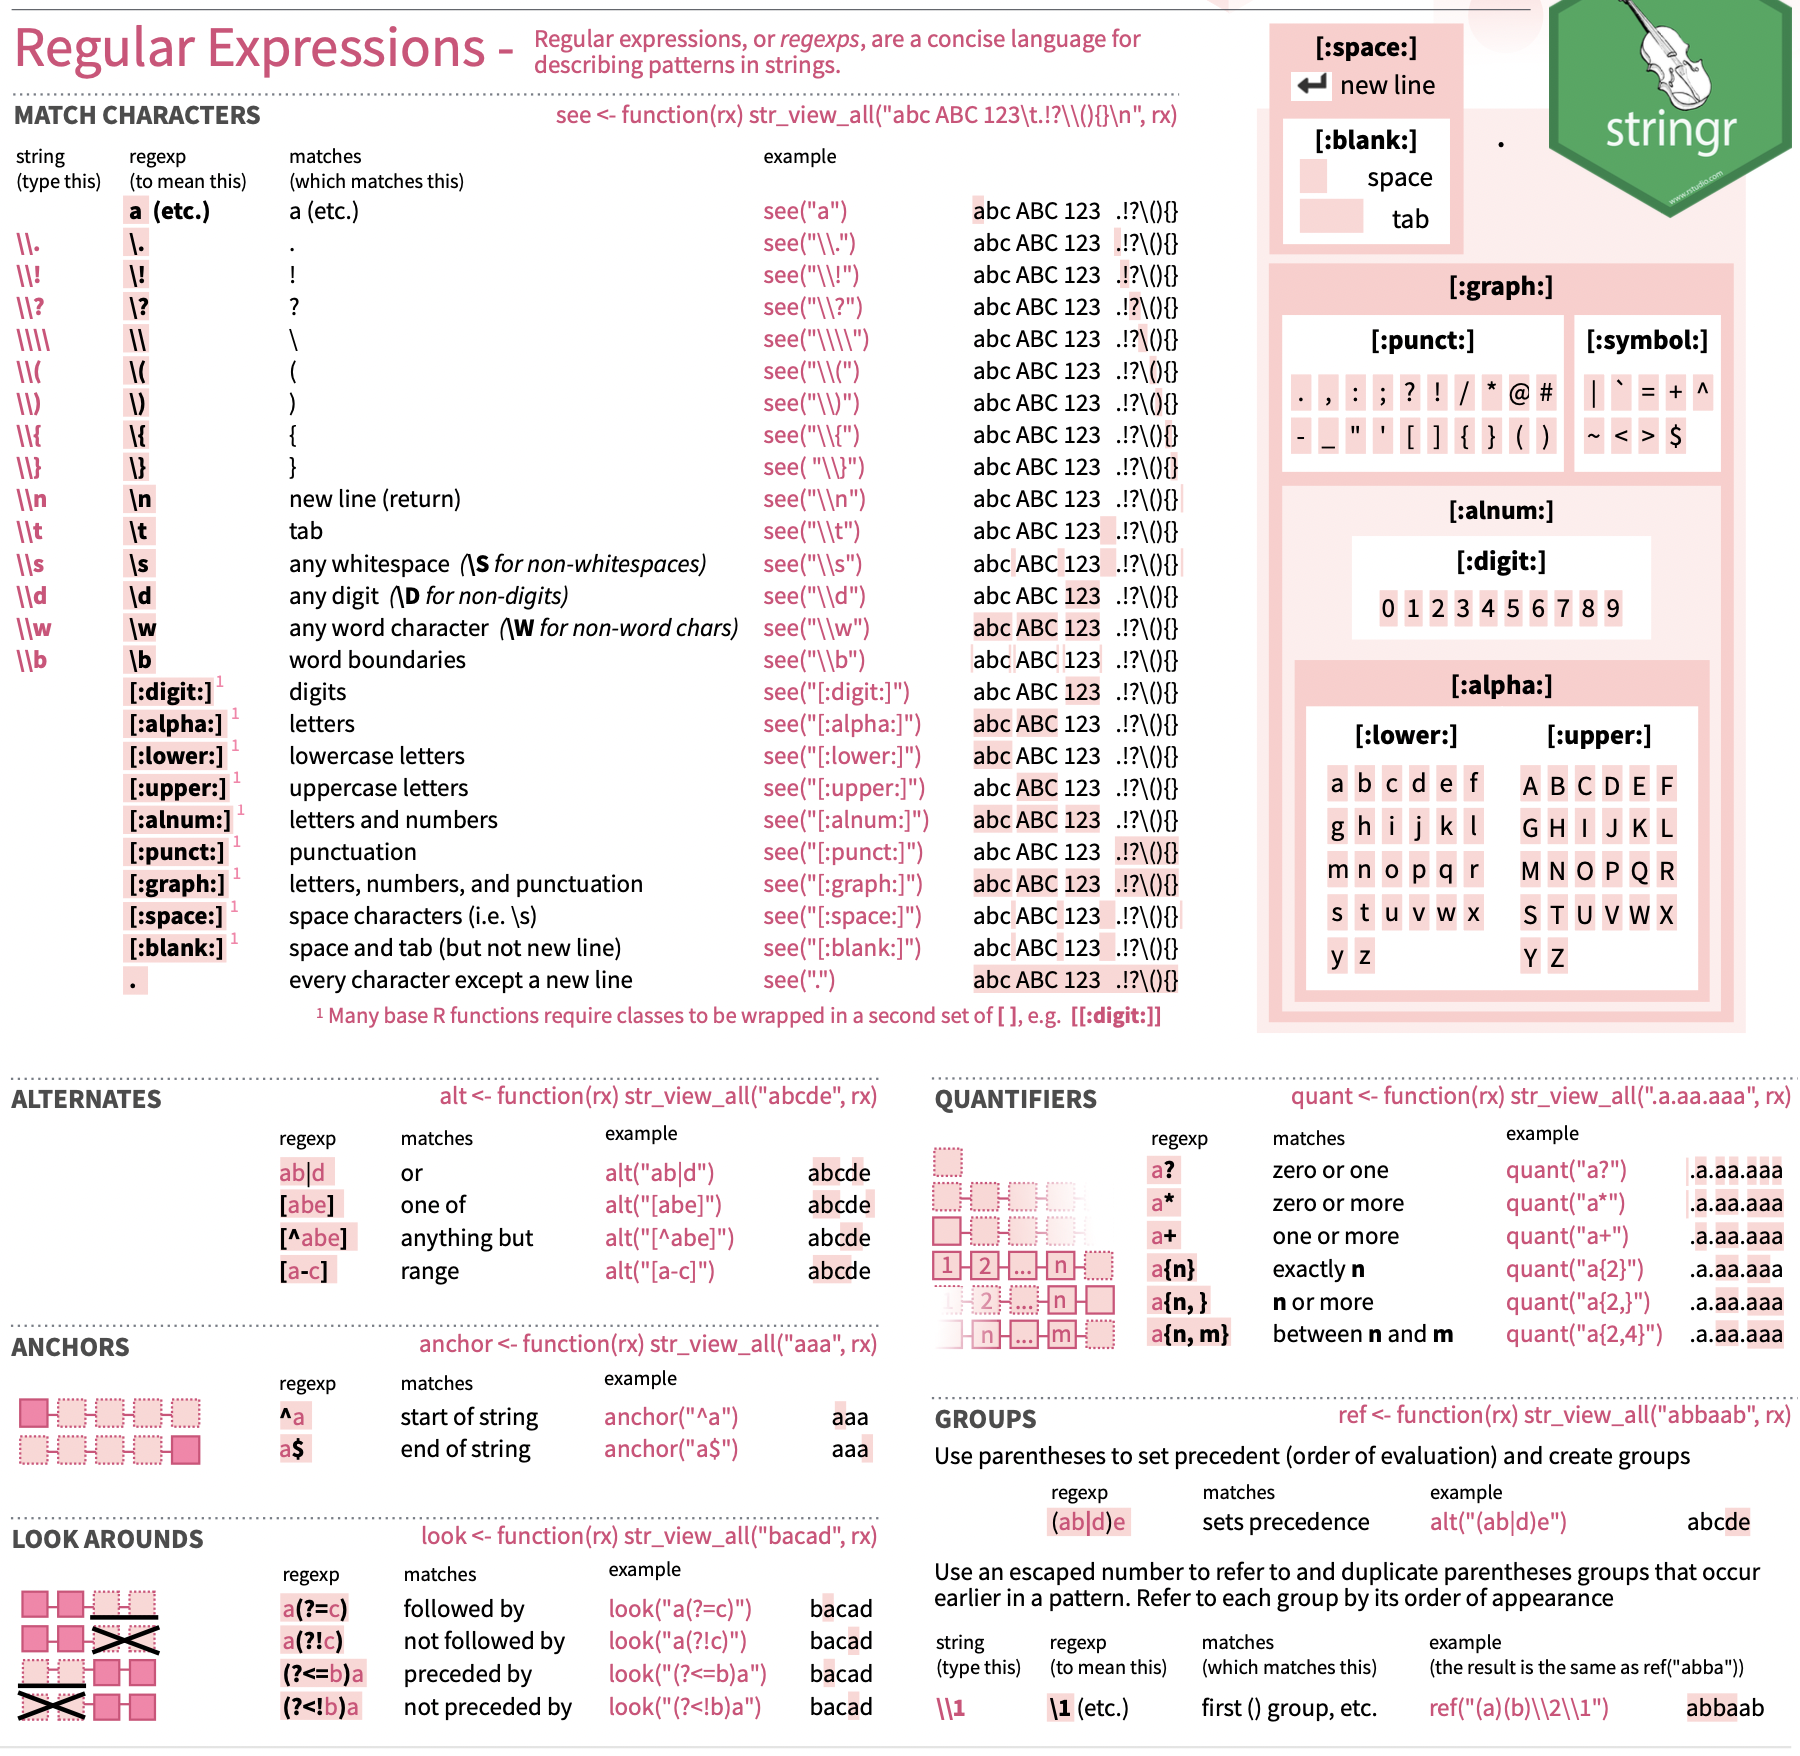 Regular Expressions -
Regular expressions, or regexps, are a concise language for
describing patterns in strings.
MATCH CHARACTERS see <- function(rx) str_view_all("abc ABC 123\t.!?\\(){}\n", rx)
string regexp matches example
(type this) (to mean this) (which matches this)
a (etc.) a (etc.) see("a") abc ABC 123 .!?\(){}
\\. \. . see("\\.") abc ABC 123 .!?\(){}
\\! \! ! see("\\!") abc ABC 123 .!?\(){}
\\? \? ? see("\\?") abc ABC 123 .!?\(){}
\\\\ \\ \ see("\\\\") abc ABC 123 .!?\(){}
\\( \( ( see("\\(") abc ABC 123 .!?\(){}
\\) \) ) see("\\)") abc ABC 123 .!?\(){}
\\{ \{ { see("\\{") abc ABC 123 .!?\(){}
\\} \} } see( "\\}") abc ABC 123 .!?\(){}
\\n \n new line (return) see("\\n") abc ABC 123 .!?\(){}
\\t \t tab see("\\t") abc ABC 123 .!?\(){}
\\s \s any whitespace (\S for non-whitespaces) see("\\s") abc ABC 123 .!?\(){}
\\d \d any digit (\D for non-digits) see("\\d") abc ABC 123 .!?\(){}
\\w \w any word character (\W for non-word chars) see("\\w") abc ABC 123 .!?\(){}
\\b \b word boundaries see("\\b") abc ABC 123 .!?\(){}
[:digit:] 1 digits see("[:digit:]") abc ABC 123 .!?\(){}
[:alpha:] 1 letters see("[:alpha:]") abc ABC 123 .!?\(){}
[:lower:] 1 lowercase letters see("[:lower:]") abc ABC 123 .!?\(){}
[:upper:] 1 uppercase letters see("[:upper:]") abc ABC 123 .!?\(){}
[:alnum:] 1 letters and numbers see("[:alnum:]") abc ABC 123 .!?\(){}
[:punct:] 1 punctuation see("[:punct:]") abc ABC 123 .!?\(){}
[:graph:] 1 letters, numbers, and punctuation see("[:graph:]") abc ABC 123 .!?\(){}
[:space:] 1 space characters (i.e. \s) see("[:space:]") abc ABC 123 .!?\(){}
[:blank:] 1 space and tab (but not new line) see("[:blank:]") abc ABC 123 .!?\(){}
. every character except a new line see(".") abc ABC 123 .!?\(){}
1 Many base R functions require classes to be wrapped in a second set of [ ], e.g. [[:digit:]]
[:space:]
new line
[:blank:]
space
tab
.
stringr
www.rstudio.com
[:graph:]
[:punct:] [:symbol:]
. , : ; ? ! / * @ # | ` = + ^
- _ " ' [ ] { } ( ) ~ < > $
[:alnum:]
[:digit:]
0 1 2 3 4 5 6 7 8 9
[:alpha:]
[:lower:] [:upper:]
a b c d e f A B C D E F
g h i j k l G H I J K L
m n o p q r M N O P Q R
s t u v w x S T U V W X
y z Y Z
ALTERNATES alt <- function(rx) str_view_all("abcde", rx)
regexp matches example
ab|d or alt("ab|d") abcde
[abe] one of alt("[abe]") abcde
[^abe] anything but alt("[^abe]") abcde
[a-c] range alt("[a-c]") abcde
ANCHORS anchor <- function(rx) str_view_all("aaa", rx)
regexp matches example
^a start of string anchor("^a") aaa
a$ end of string anchor("a$") aaa
LOOK AROUNDS look <- function(rx) str_view_all("bacad", rx)
regexp matches example
a(?=c) followed by look("a(?=c)") bacad
a(?!c) not followed by look("a(?!c)") bacad
(?<=b)a preceded by look("(?<=b)a") bacad
(?<!b)a not preceded by look("(?<!b)a") bacad
QUANTIFIERS quant <- function(rx) str_view_all(".a.aa.aaa", rx)
regexp matches example
a? zero or one quant("a?") .a.aa.aaa
a* zero or more quant("a*") .a.aa.aaa
a+ one or more quant("a+") .a.aa.aaa
1 2 ... n a{n} exactly n quant("a{2}") .a.aa.aaa
1 2 ... n a{n, } n or more quant("a{2,}") .a.aa.aaa
n ... m a{n, m} between n and m quant("a{2,4}") .a.aa.aaa
GROUPS ref <- function(rx) str_view_all("abbaab", rx)
Use parentheses to set precedent (order of evaluation) and create groups
regexp matches example
(ab|d)e sets precedence alt("(ab|d)e") abcde
Use an escaped number to refer to and duplicate parentheses groups that occur
earlier in a pattern. Refer to each group by its order of appearance
string regexp matches example
(type this) (to mean this) (which matches this) (the result is the same as ref("abba"))
\\1 \1 (etc.) first () group, etc. ref("(a)(b)\\2\\1") abbaab